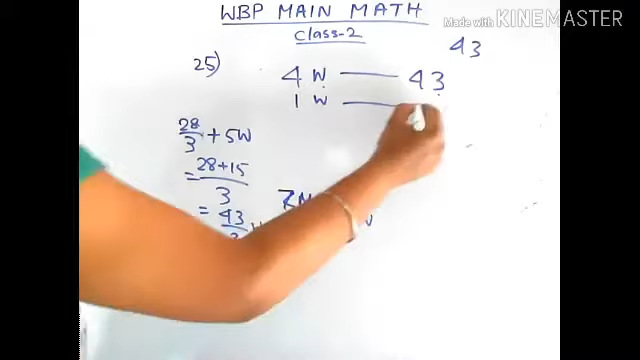 WBP MAIN MATH
Made with KINEMASTER
class-2
43
25)
4 W — 43
1 W —
28/3 + 5W
= 28+15/3
= 43/3